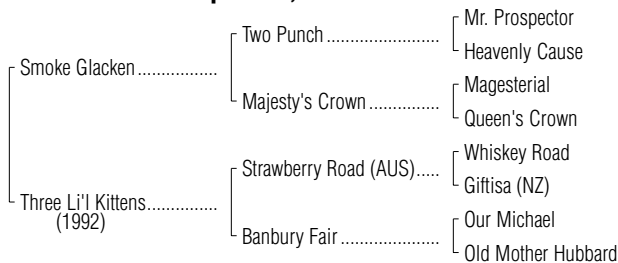 Mr. Prospector
Two Punch ........................
Heavenly Cause
Smoke Glacken.................
Magesterial
Majesty's Crown ...............
Queen's Crown
Whiskey Road
Strawberry Road (AUS).....
Giftisa (NZ)
Three Li'l Kittens...............
(1992)
Our Michael
Banbury Fair .....................
Old Mother Hubbard